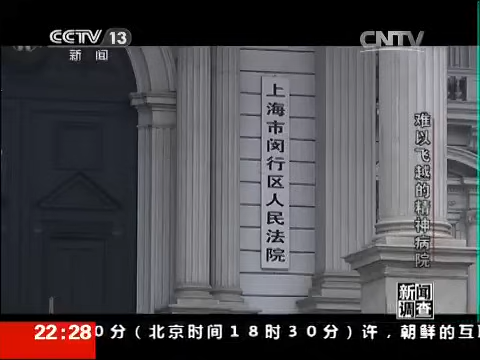 CCTV 13
新闻
CNTV
上海市闵行区人民法院
难以飞越的精神病院
新闻
调查
22:28
0分（北京时间18时30分）许，朝鲜的互